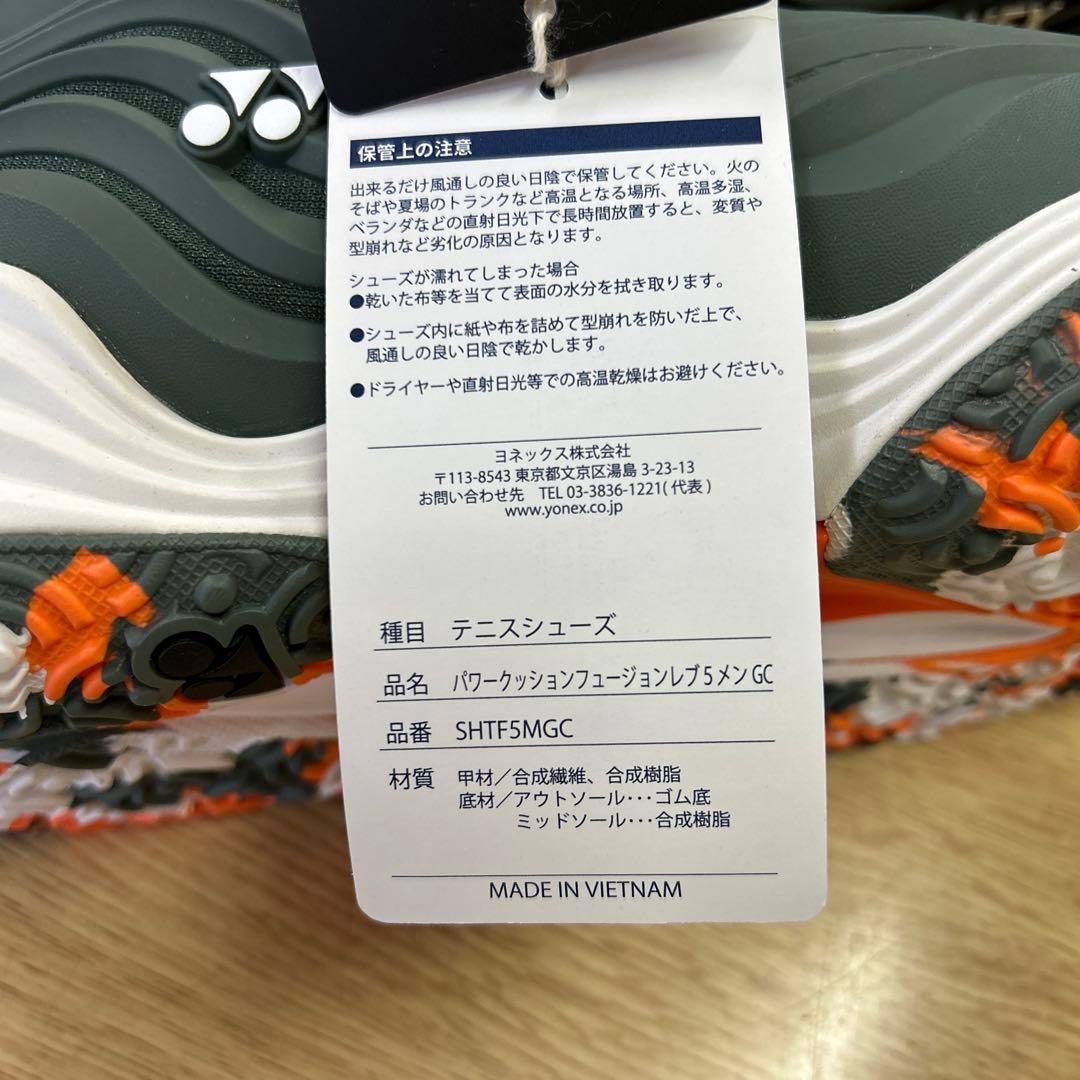 保管上の注意
出来るだけ風通しの良い日陰で保管してください。火の
そばや夏場のトランクなど高温となる場所、高温多湿、
ベランダなどの直射日光下で長時間放置すると、変質や
型崩れなど劣化の原因となります。
シューズが濡れてしまった場合
●乾いた布等を当てて表面の水分を拭き取ります。
●シューズ内に紙や布を詰めて型崩れを防いだ上で、
風通しの良い日陰で乾かします。
●ドライヤーや直射日光等での高温乾燥はお避けください。
ヨネックス株式会社
〒113-8543 東京都文京区湯島 3-23-13
お問い合わせ先 TEL 03-3836-1221(代表)
www.yonex.co.jp
種目 テニスシューズ
品名 パワークッションフュージョンレブ5メンGC
品番 SHTF5MGC
材質 甲材／合成繊維、合成樹脂
底材／アウトソール･･･ゴム底
ミッドソール･･･合成樹脂
MADE IN VIETNAM